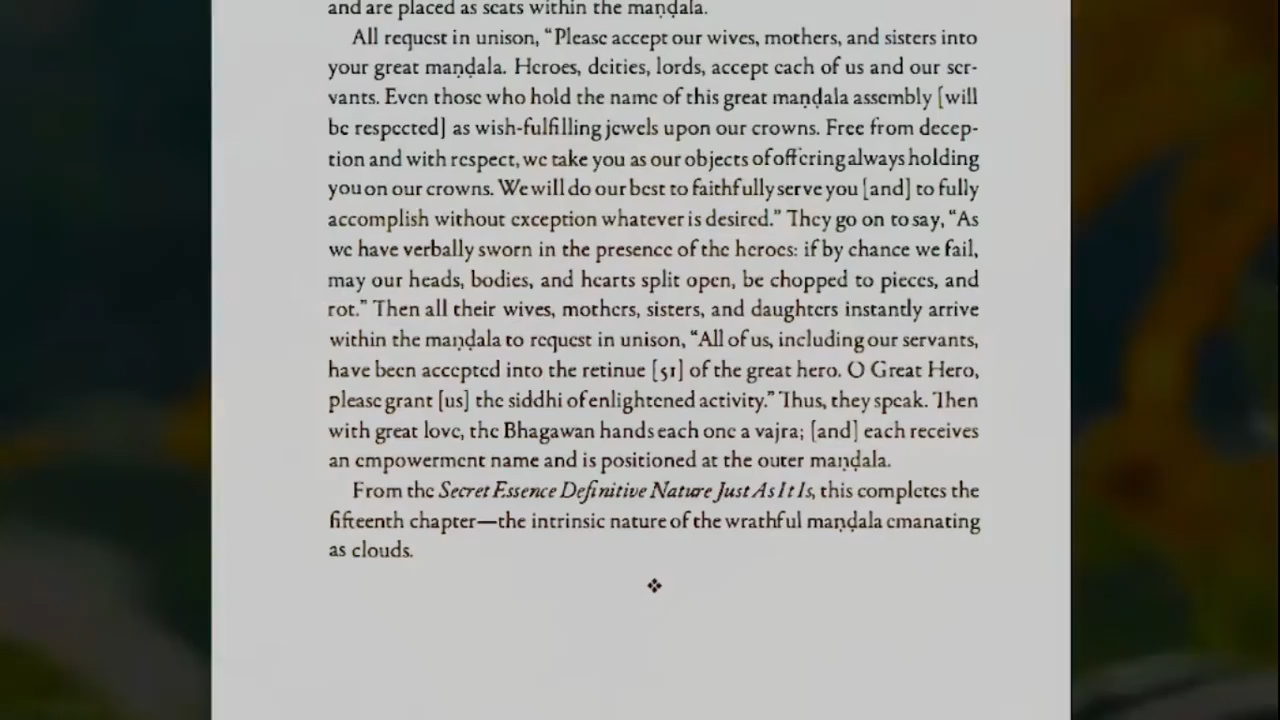 and are placed as seats within the maṇḍala.
All request in unison, “Please accept our wives, mothers, and sisters into
your great maṇḍala. Heroes, deities, lords, accept each of us and our ser-
vants. Even those who hold the name of this great maṇḍala assembly [will
be respected] as wish-fulfilling jewels upon our crowns. Free from decep-
tion and with respect, we take you as our objects of offering always holding
you on our crowns. We will do our best to faithfully serve you [and] to fully
accomplish without exception whatever is desired.” They go on to say, “As
we have verbally sworn in the presence of the heroes: if by chance we fail,
may our heads, bodies, and hearts split open, be chopped to pieces, and
rot.” Then all their wives, mothers, sisters, and daughters instantly arrive
within the maṇḍala to request in unison, “All of us, including our servants,
have been accepted into the retinue [51] of the great hero. O Great Hero,
please grant [us] the siddhi of enlightened activity.” Thus, they speak. Then
with great love, the Bhagawan hands each one a vajra; [and] each receives
an empowerment name and is positioned at the outer maṇḍala.
From the Secret Essence Definitive Nature Just As It Is, this completes the
fifteenth chapter—the intrinsic nature of the wrathful maṇḍala emanating
as clouds.